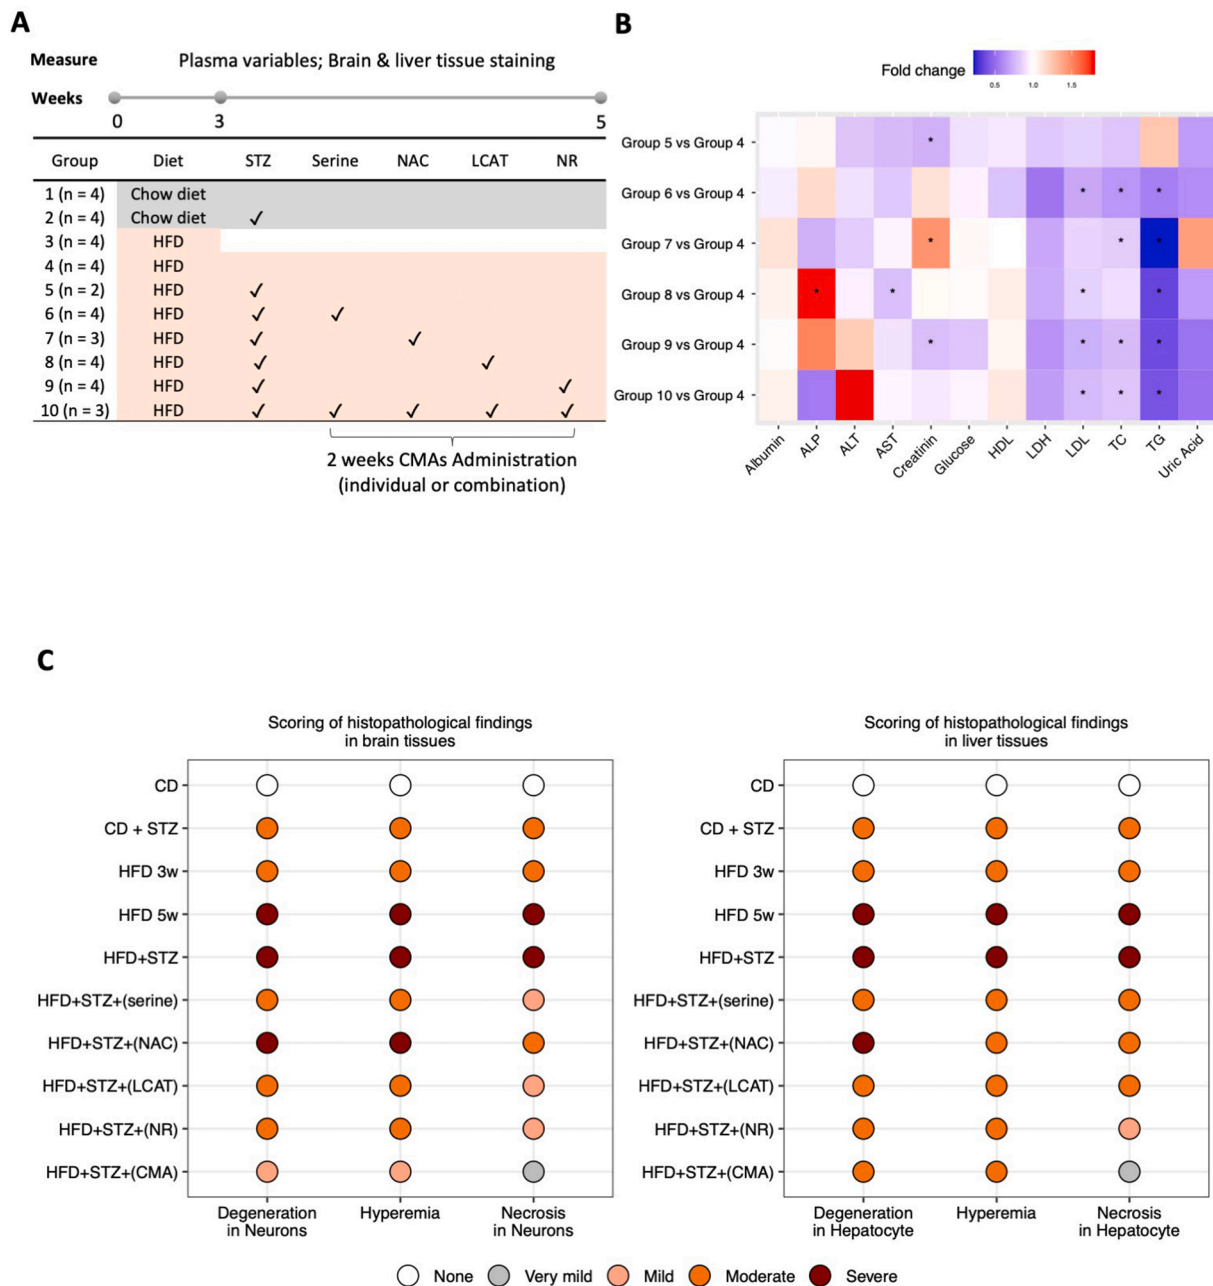 A
Measure Plasma variables; Brain & liver tissue staining
Weeks
0 3 5
Group Diet STZ Serine NAC LCAT NR
1 (n = 4) Chow diet
2 (n = 4) Chow diet ✓
3 (n = 4) HFD
4 (n = 4) HFD
5 (n = 2) HFD ✓
6 (n = 4) HFD ✓ ✓
7 (n = 3) HFD ✓ ✓
8 (n = 4) HFD ✓ ✓
9 (n = 4) HFD ✓ ✓
10 (n = 3) HFD ✓ ✓ ✓ ✓ ✓
2 weeks CMAs Administration
(individual or combination)
B
Fold change
0.5 1.0 1.5
Group 5 vs Group 4 *
Group 6 vs Group 4 * * *
Group 7 vs Group 4 * * *
Group 8 vs Group 4 * * * *
Group 9 vs Group 4 * * * *
Group 10 vs Group 4 * * *
Albumin ALP ALT AST Creatinin Glucose HDL LDH LDL TC TG Uric Acid
C
Scoring of histopathological findings
in brain tissues
CD
CD + STZ
HFD 3w
HFD 5w
HFD+STZ
HFD+STZ+(serine)
HFD+STZ+(NAC)
HFD+STZ+(LCAT)
HFD+STZ+(NR)
HFD+STZ+(CMA)
Degeneration
in Neurons
Hyperemia
Necrosis
in Neurons
Scoring of histopathological findings
in liver tissues
CD
CD + STZ
HFD 3w
HFD 5w
HFD+STZ
HFD+STZ+(serine)
HFD+STZ+(NAC)
HFD+STZ+(LCAT)
HFD+STZ+(NR)
HFD+STZ+(CMA)
Degeneration
in Hepatocyte
Hyperemia
Necrosis
in Hepatocyte
None Very mild Mild Moderate Severe